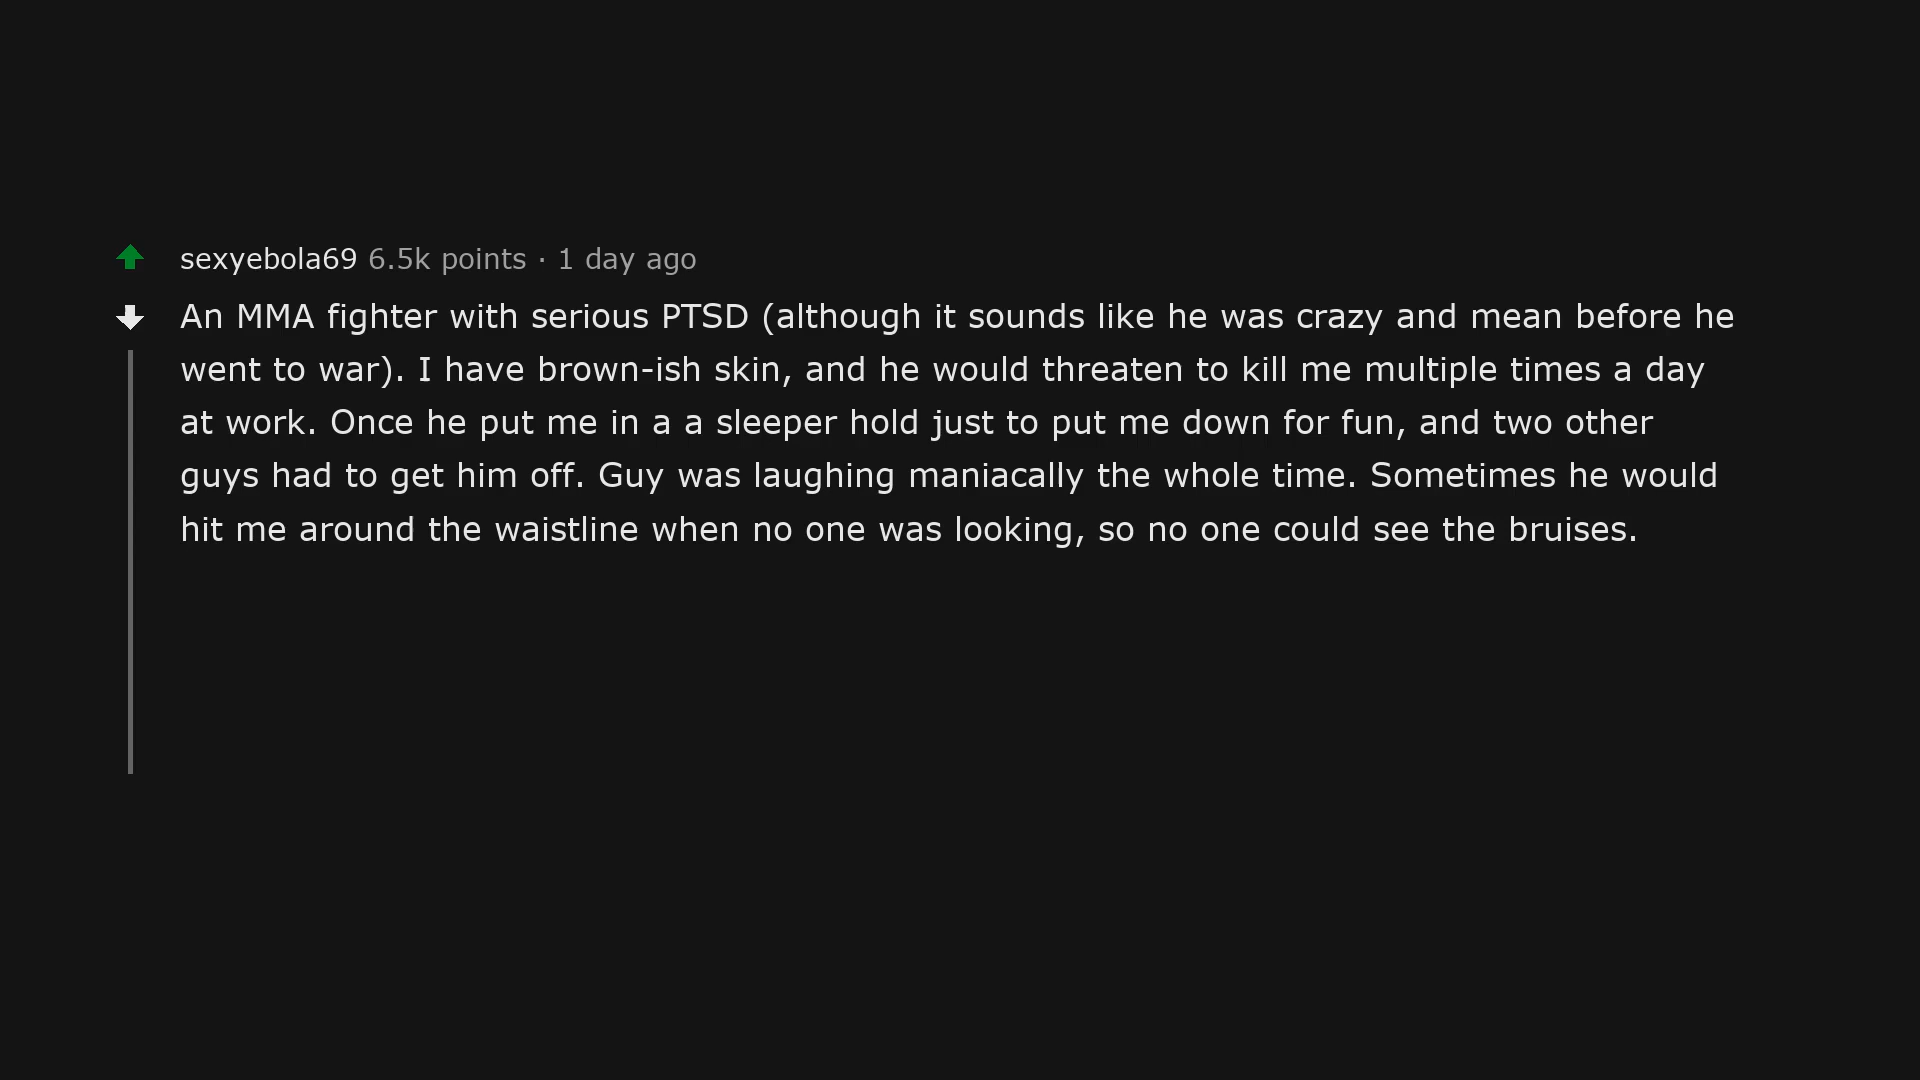 sexyebola69 6.5k points · 1 day ago
An MMA fighter with serious PTSD (although it sounds like he was crazy and mean before he
went to war). I have brown-ish skin, and he would threaten to kill me multiple times a day
at work. Once he put me in a a sleeper hold just to put me down for fun, and two other
guys had to get him off. Guy was laughing maniacally the whole time. Sometimes he would
hit me around the waistline when no one was looking, so no one could see the bruises.